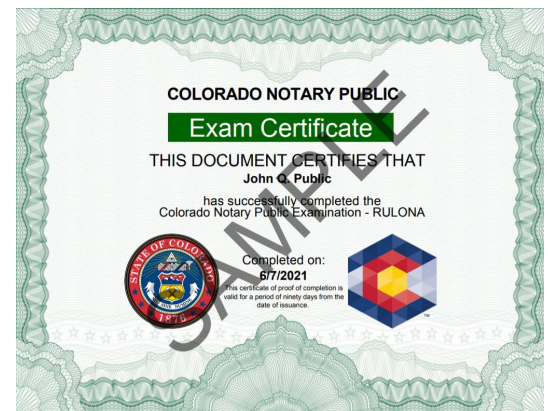 COLORADO NOTARY PUBLIC
Exam Certificate
THIS DOCUMENT CERTIFIES THAT
John Q. Public
has successfully completed the
Colorado Notary Public Examination - RULONA
SAMPLE
STATE OF COLORADO
1876
Completed on:
6/7/2021
This certificate of proof of completion is
valid for a period of ninety days from the
date of issuance.
TM